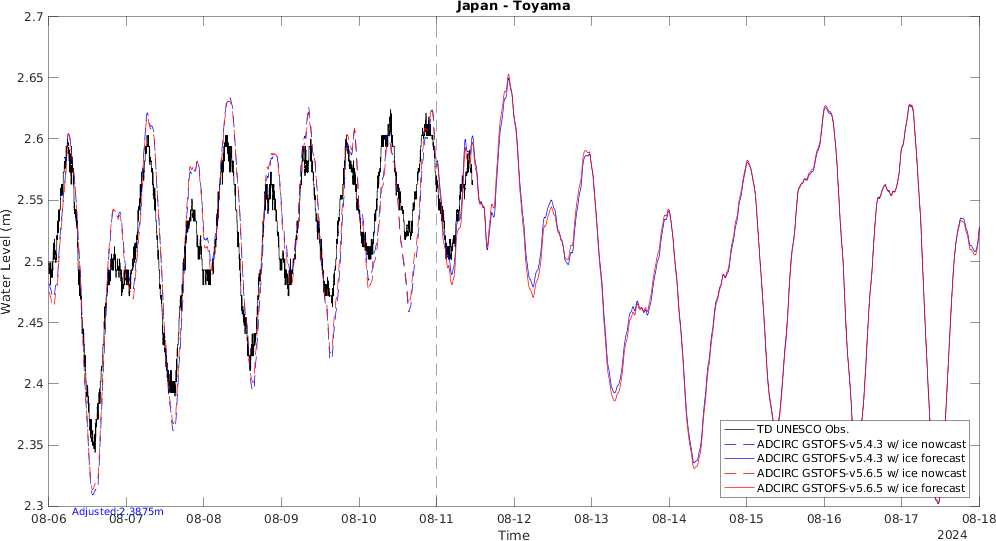 Japan - Toyama
2.7
2.65
2.6
2.55
2.5
2.45
2.4
2.35
2.3
Water Level (m)
TD UNESCO Obs.
ADCIRC GSTOFS-v5.4.3 w/ ice nowcast
ADCIRC GSTOFS-v5.4.3 w/ ice forecast
ADCIRC GSTOFS-v5.6.5 w/ ice nowcast
ADCIRC GSTOFS-v5.6.5 w/ ice forecast
Adjusted:2.3875m
08-06 08-07 08-08 08-09 08-10 08-11 08-12 08-13 08-14 08-15 08-16 08-17 08-18
Time
2024